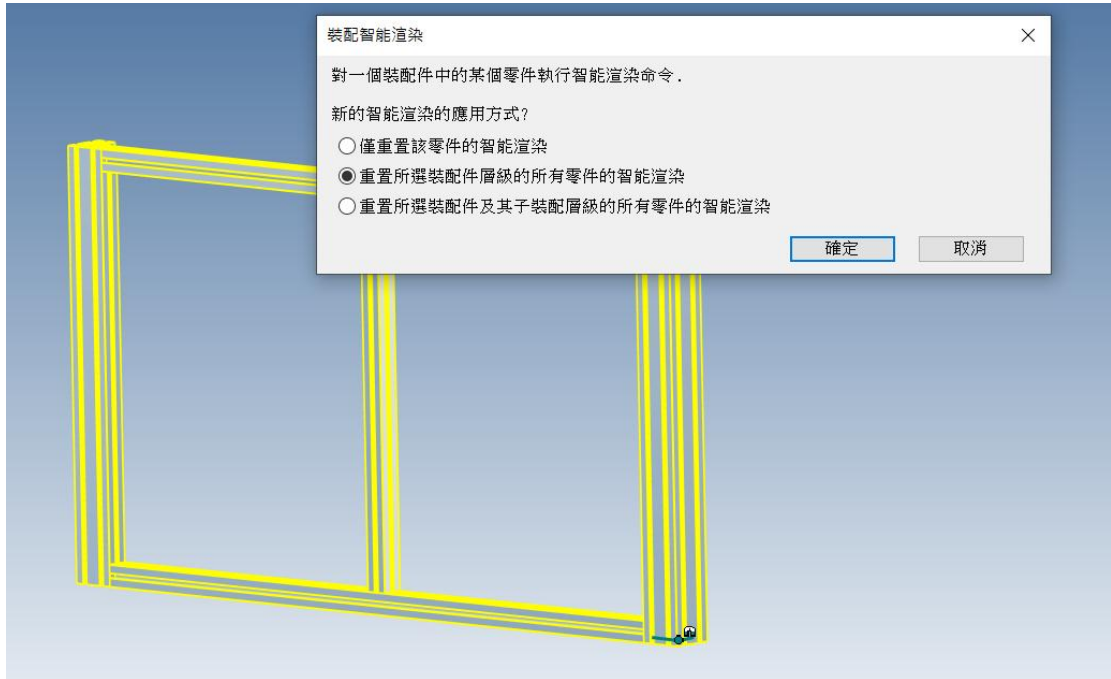 裝配智能渲染
對一個裝配件中的某個零件執行智能渲染命令.
新的智能渲染的應用方式?
僅重置該零件的智能渲染
重置所選裝配件層級的所有零件的智能渲染
重置所選裝配件及其子裝配層級的所有零件的智能渲染
確定 取消